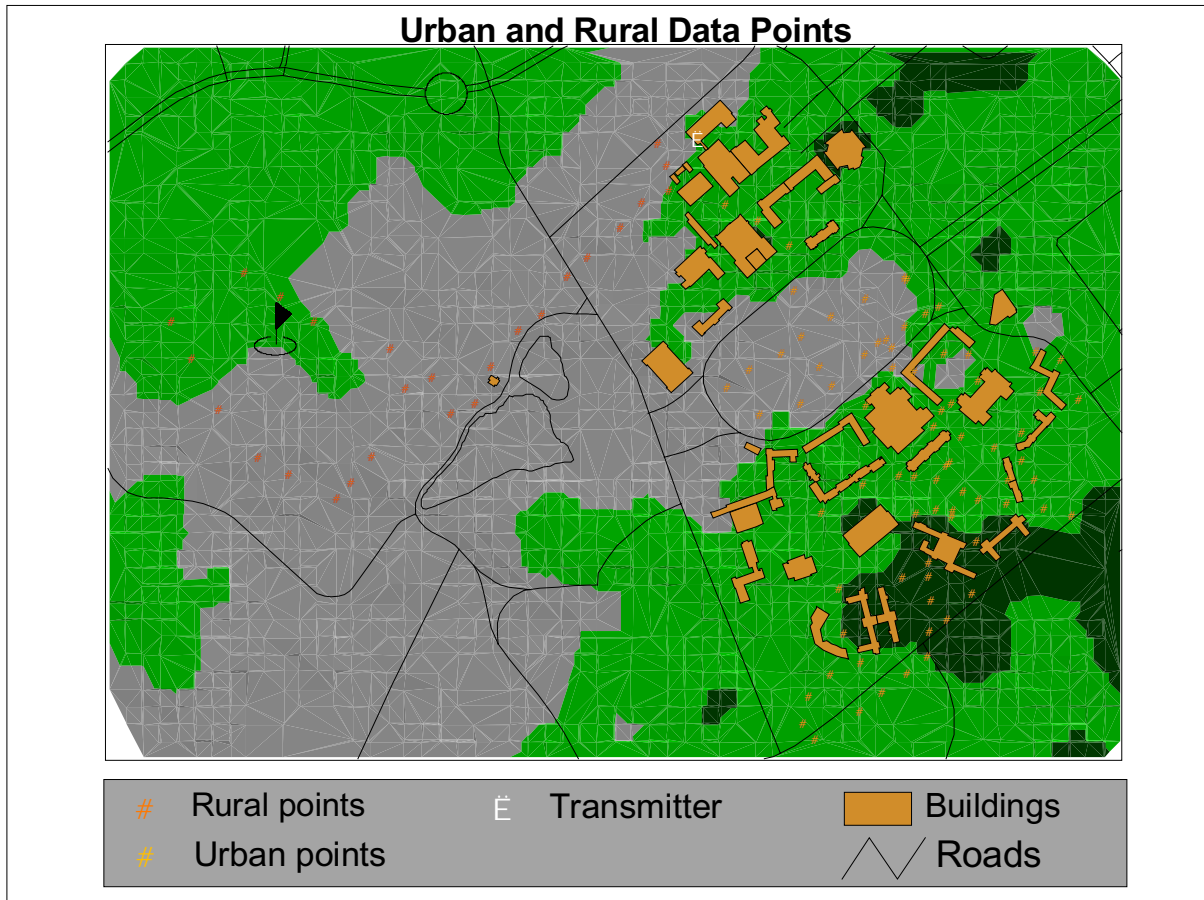 Urban and Rural Data Points
Ë
# Rural points
Ë Transmitter
Buildings
# Urban points
Roads